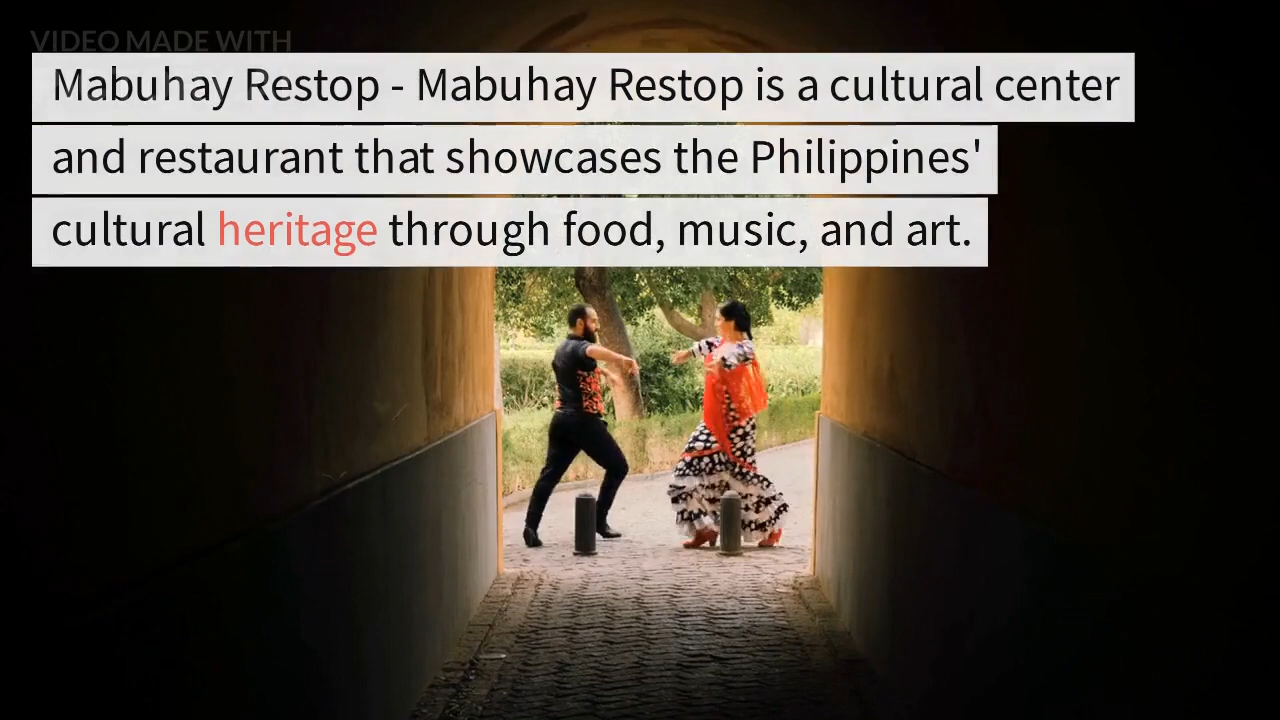 VIDEO MADE WITH
Mabuhay Restop - Mabuhay Restop is a cultural center
and restaurant that showcases the Philippines'
cultural heritage through food, music, and art.